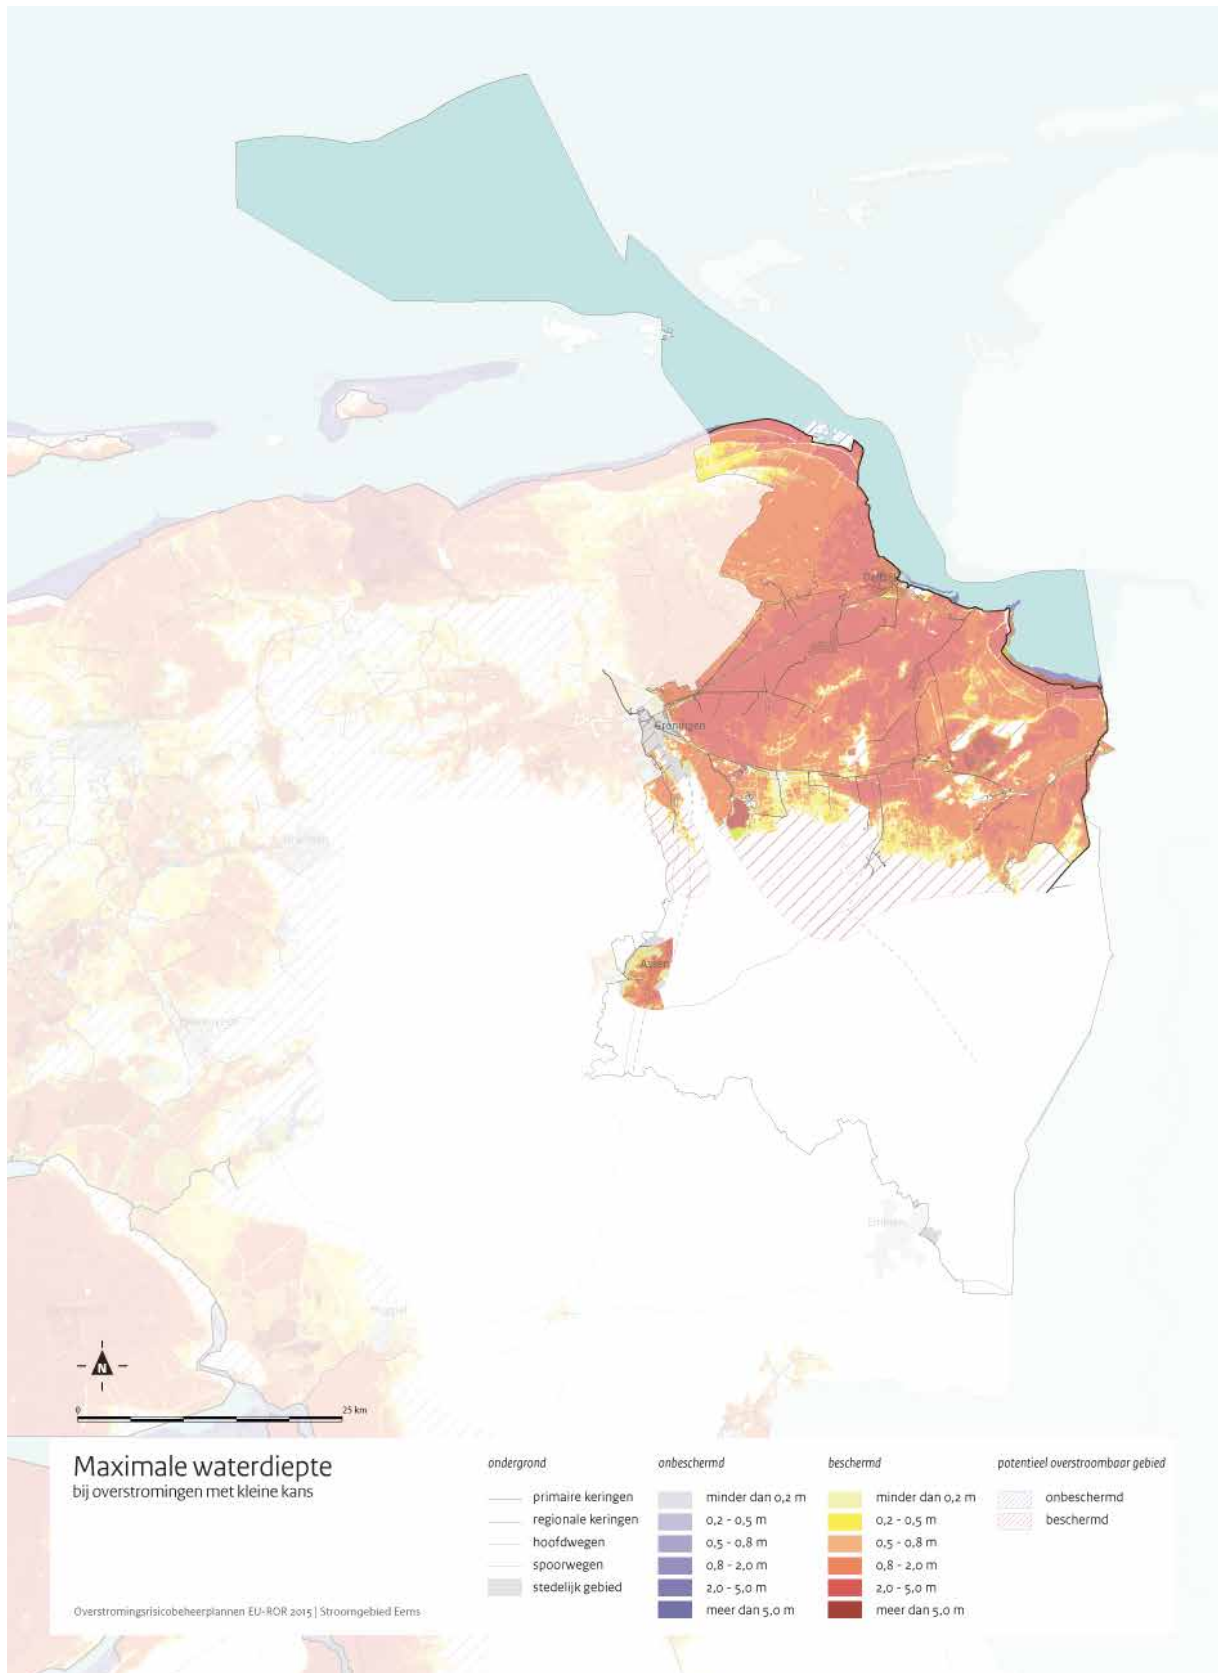 Delfzijl
Groningen
Drachten
Assen
Heerenveen
Emmen
Meppel
N
0
25 km
Maximale waterdiepte
bij overstromingen met kleine kans
Overstromingsrisicobeheerplannen EU-ROR 2015 | Stroomgebied Eems
ondergrond
primaire keringen
regionale keringen
hoofdwegen
spoorwegen
stedelijk gebied
onbeschermd
minder dan 0,2 m
0,2 - 0,5 m
0,5 - 0,8 m
0,8 - 2,0 m
2,0 - 5,0 m
meer dan 5,0 m
beschermd
minder dan 0,2 m
0,2 - 0,5 m
0,5 - 0,8 m
0,8 - 2,0 m
2,0 - 5,0 m
meer dan 5,0 m
potentieel overstroombaar gebied
onbeschermd
beschermd